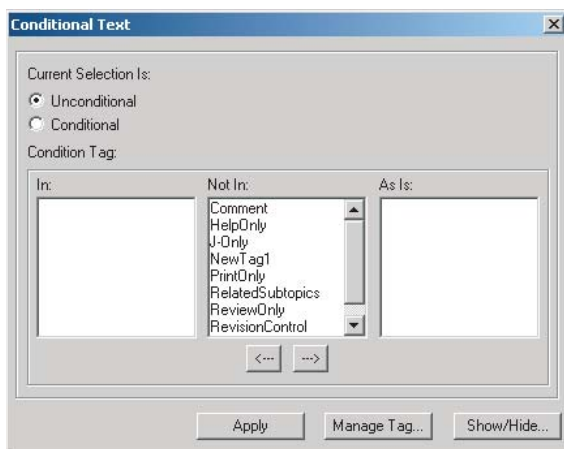 Conditional Text
Current Selection Is:
Unconditional
Conditional
Condition Tag:
In:
Not In:
As Is:
Comment
HelpOnly
J-Only
NewTag1
PrintOnly
RelatedSubtopics
ReviewOnly
RevisionControl
<---
--->
Apply
Manage Tag...
Show/Hide...